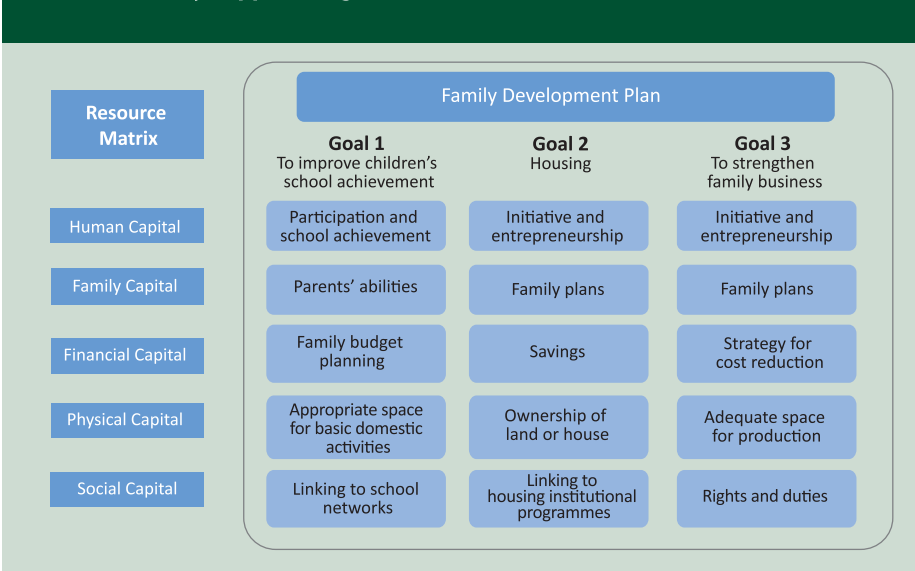 Family Development Plan
Resource
Matrix
Goal 1
To improve children's
school achievement
Goal 2
Housing
Goal 3
To strengthen
family business
Human Capital
Participation and
school achievement
Initiative and
entrepreneurship
Initiative and
entrepreneurship
Family Capital
Parents' abilities
Family plans
Family plans
Financial Capital
Family budget
planning
Savings
Strategy for
cost reduction
Physical Capital
Appropriate space
for basic domestic
activities
Ownership of
land or house
Adequate space
for production
Social Capital
Linking to school
networks
Linking to
housing institutional
programmes
Rights and duties